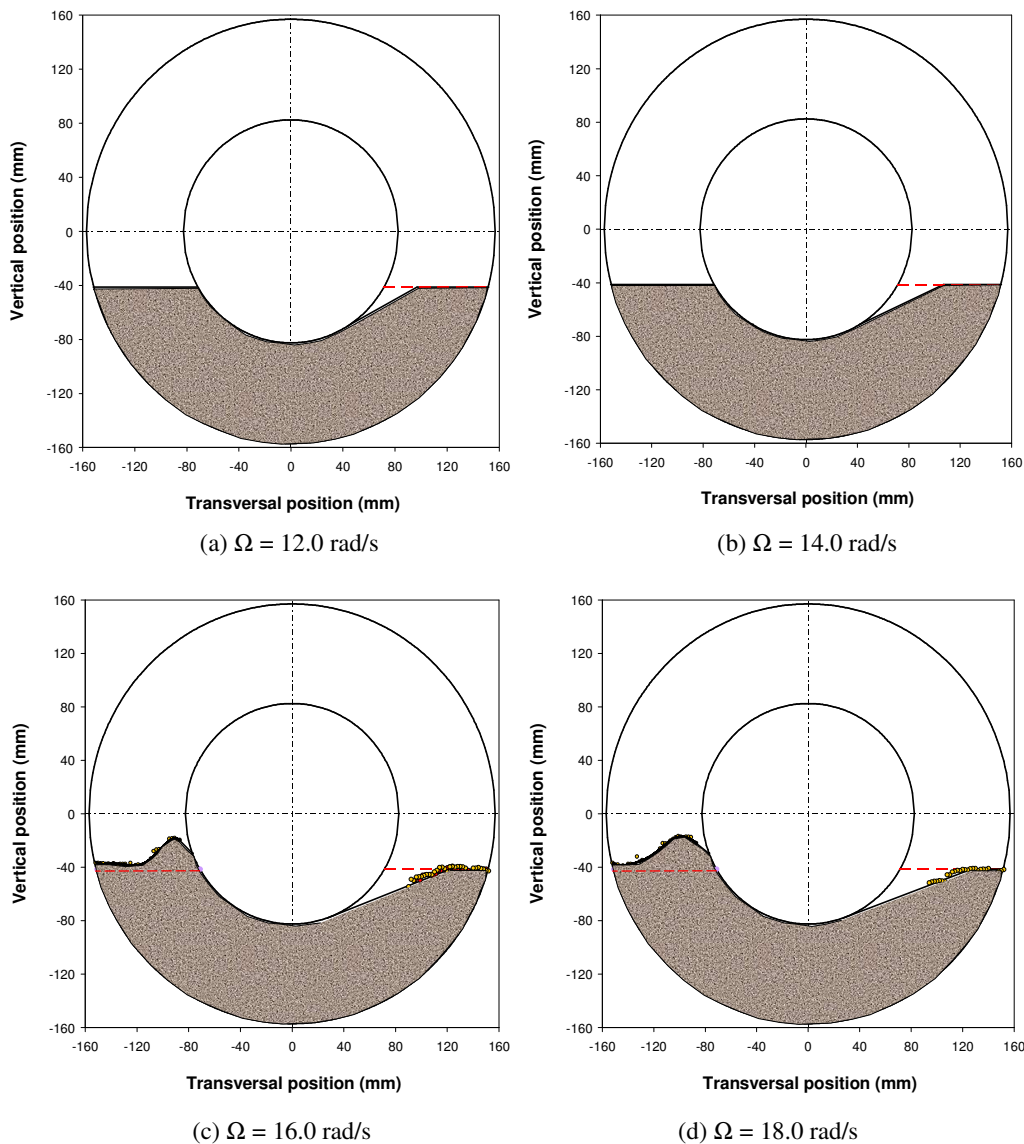 160
120
80
40
0
-40
-80
-120
-160
Vertical position (mm)
-160 -120 -80 -40 0 40 80 120 160
Transversal position (mm)
(a) Ω = 12.0 rad/s
160
120
80
40
0
-40
-80
-120
-160
Vertical position (mm)
-160 -120 -80 -40 0 40 80 120 160
Transversal position (mm)
(b) Ω = 14.0 rad/s
160
120
80
40
0
-40
-80
-120
-160
Vertical position (mm)
-160 -120 -80 -40 0 40 80 120 160
Transversal position (mm)
(c) Ω = 16.0 rad/s
160
120
80
40
0
-40
-80
-120
-160
Vertical position (mm)
-160 -120 -80 -40 0 40 80 120 160
Transversal position (mm)
(d) Ω = 18.0 rad/s